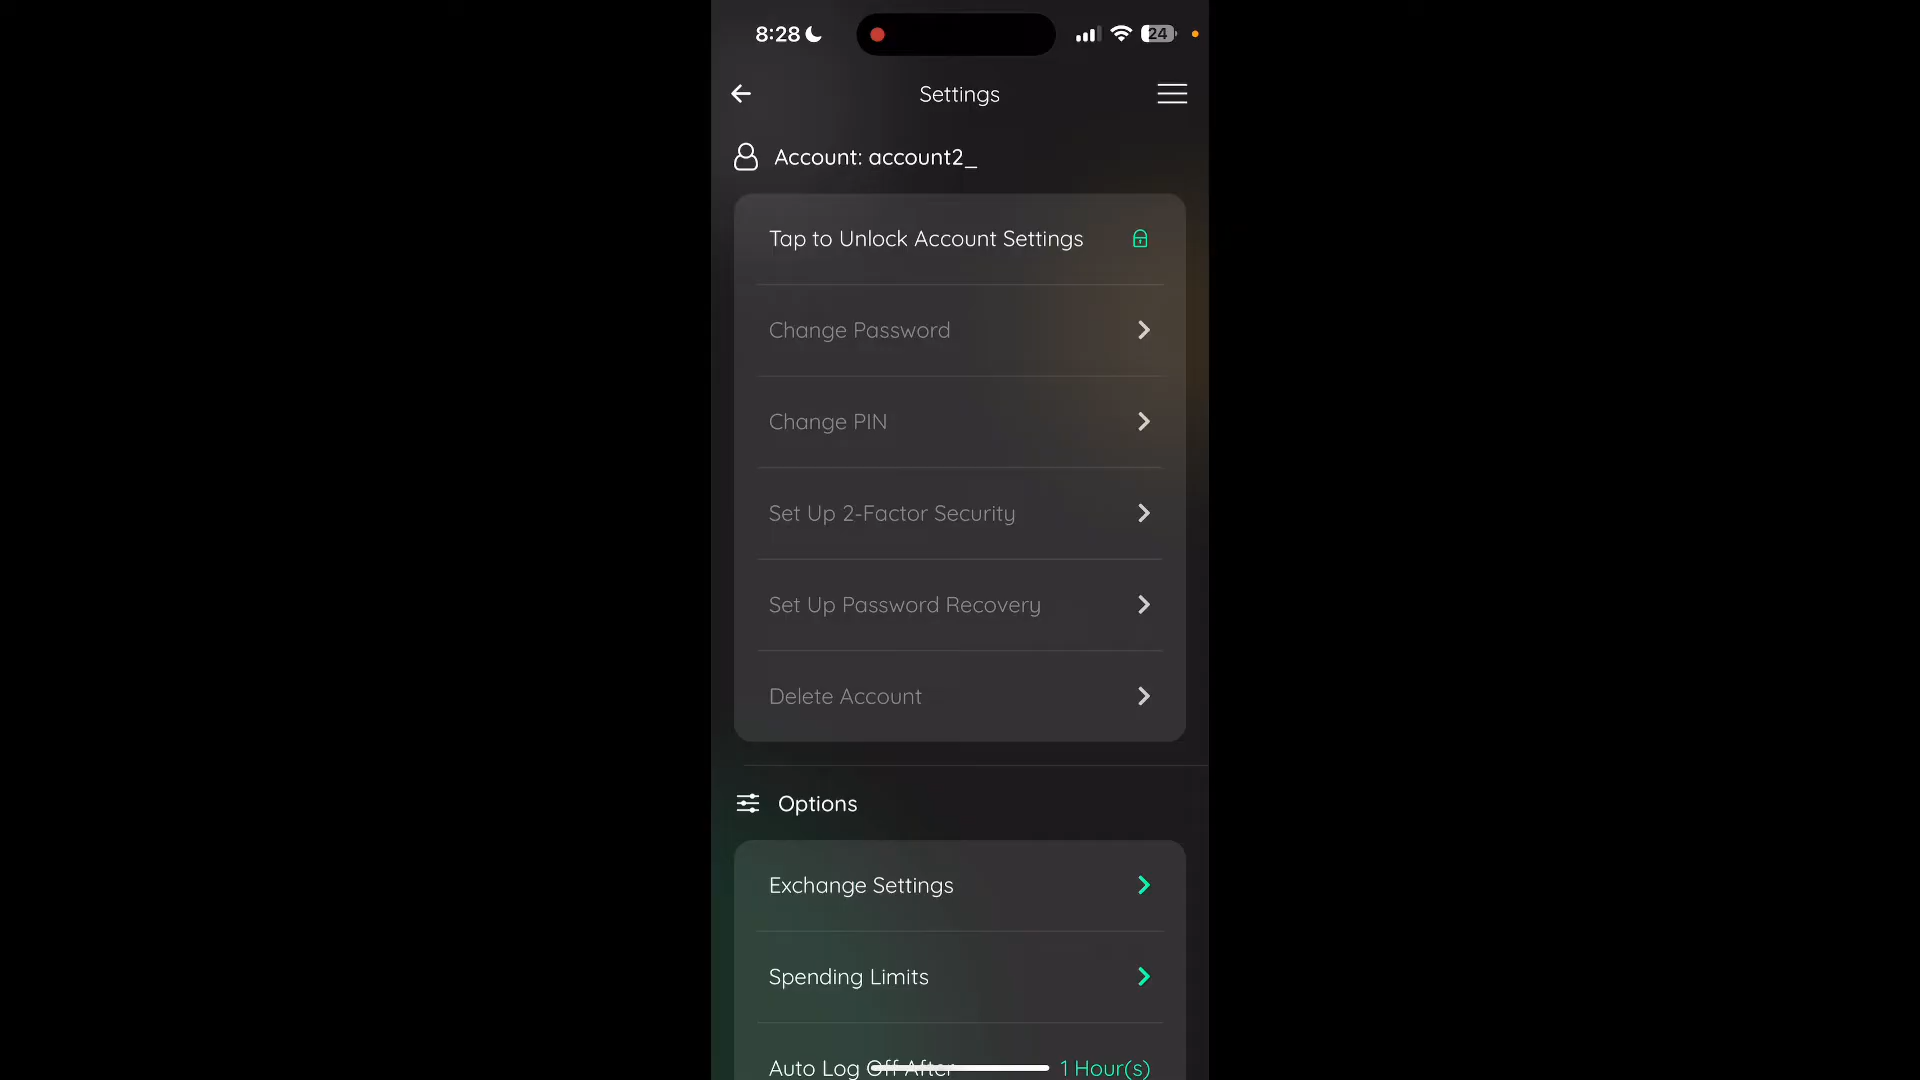 8:28
24
Settings
Account: account2_
Tap to Unlock Account Settings
Change Password
Change PIN
Set Up 2-Factor Security
Set Up Password Recovery
Delete Account
Options
Exchange Settings
Spending Limits
Auto Log Off After 1 Hour(s)